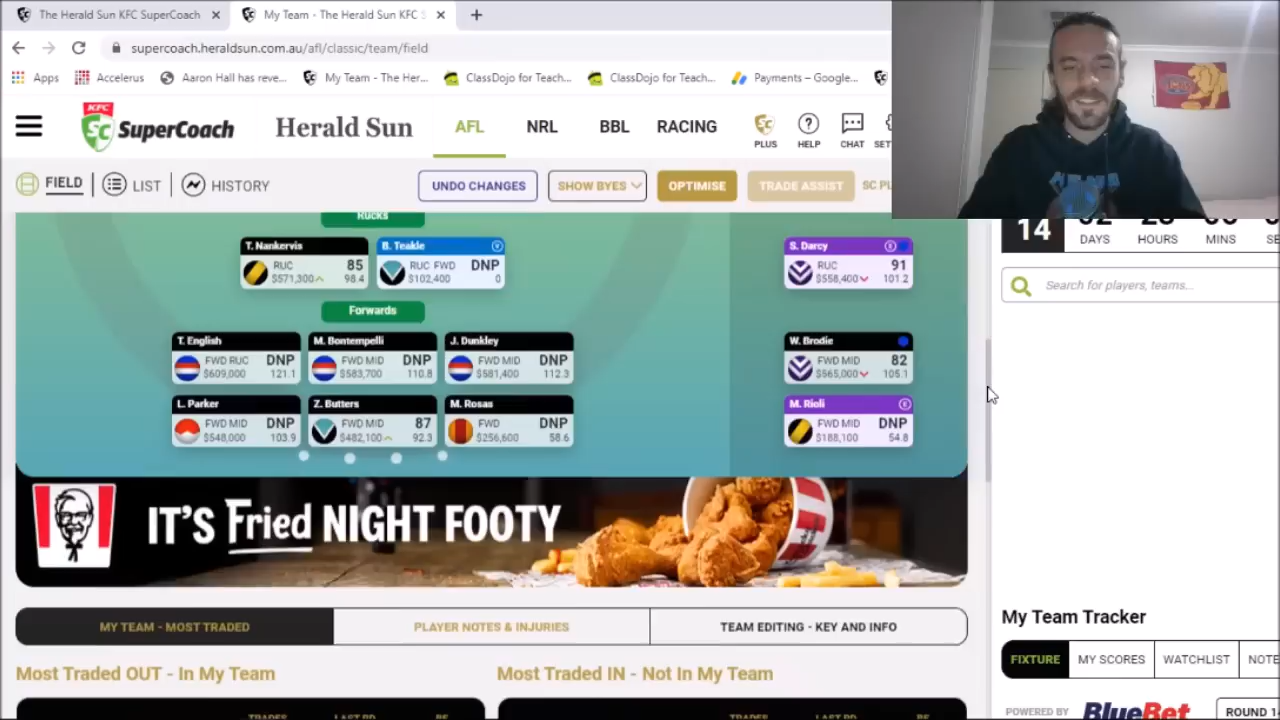 The Herald Sun KFC SuperCoach
My Team - The Herald Sun KFC S
supercoach.heraldsun.com.au/afl/classic/team/field
Apps Accelerus Aaron Hall has reve... My Team - The Her... ClassDojo for Teach... ClassDojo for Teach... Payments – Google...
KFC
SC SuperCoach Herald Sun AFL NRL BBL RACING
PLUS HELP CHAT SET
FIELD LIST HISTORY UNDO CHANGES SHOW BYES OPTIMISE TRADE ASSIST SC PL
14 DAYS HOURS MINS SE
Rucks
T. Nankervis
RUC 85
$571,300 98.4
B. Teakle
RUC FWD DNP
$102,400 0
S. Darcy E
RUC 91
$558,400 101.2
Search for players, teams...
Forwards
T. English
FWD RUC DNP
$609,000 121.1
M. Bontempelli
FWD MID DNP
$583,700 110.8
J. Dunkley
FWD MID DNP
$581,400 112.3
W. Brodie
FWD MID 82
$565,000 105.1
L. Parker
FWD MID DNP
$548,000 103.9
Z. Butters
FWD MID 87
$482,100 92.3
M. Rosas
FWD DNP
$256,600 58.6
M. Rioli E
FWD MID DNP
$188,100 54.8
KFC
IT'S Fried NIGHT FOOTY
MY TEAM - MOST TRADED PLAYER NOTES & INJURIES TEAM EDITING - KEY AND INFO
My Team Tracker
FIXTURE MY SCORES WATCHLIST NOTE
Most Traded OUT - In My Team Most Traded IN - Not In My Team
POWERED BY BlueBet ROUND 1